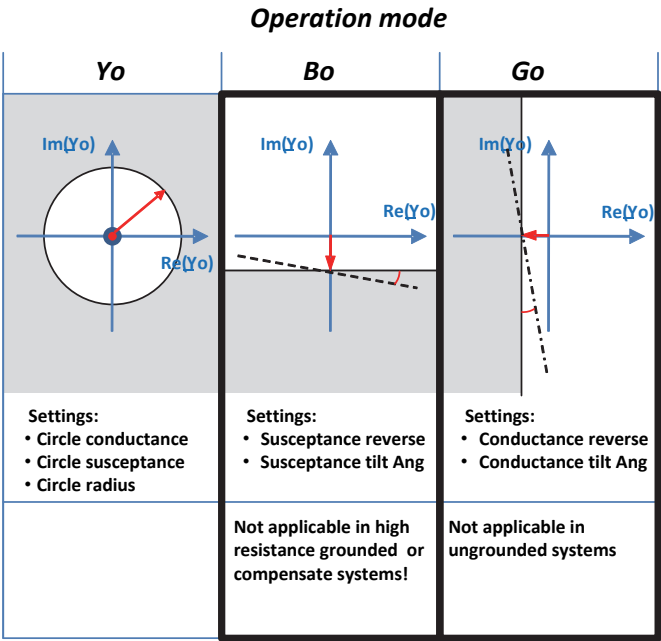 Operation mode
Yo
Bo
Go
Im(Yo)
Re(Yo)
Im(Yo)
Re(Yo)
Im(Yo)
Re(Yo)
Settings:
• Circle conductance
• Circle susceptance
• Circle radius
Settings:
• Susceptance reverse
• Susceptance tilt Ang
Settings:
• Conductance reverse
• Conductance tilt Ang
Not applicable in high
resistance grounded or
compensate systems!
Not applicable in
ungrounded systems